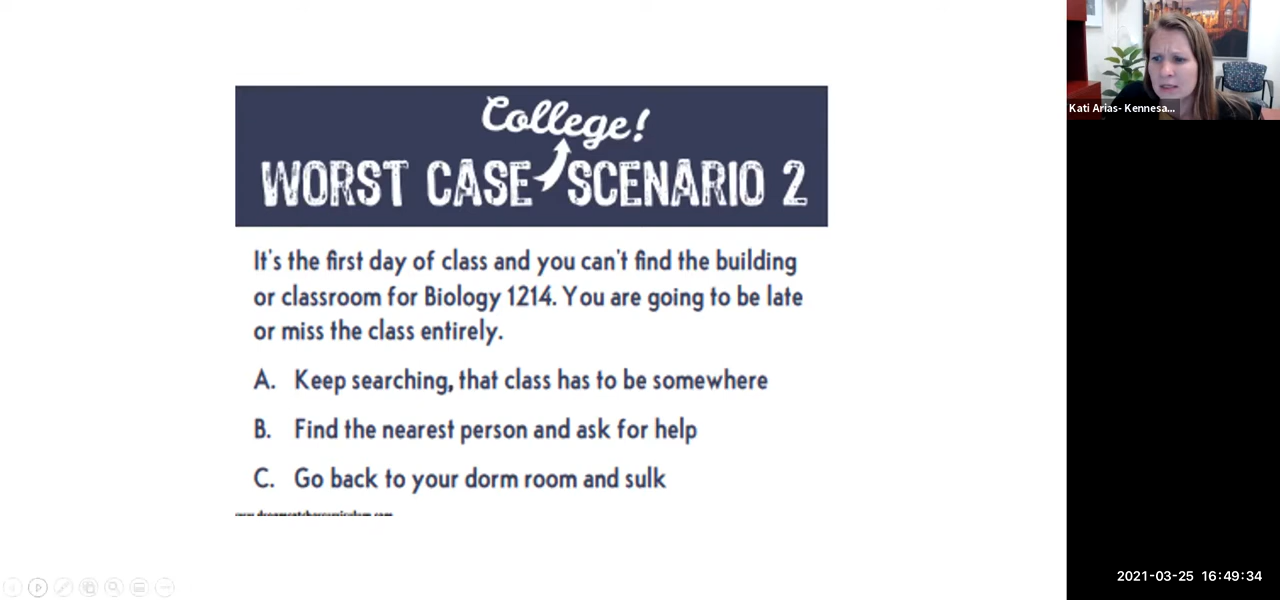 College!
WORST CASE SCENARIO 2
It's the first day of class and you can't find the building
or classroom for Biology 1214. You are going to be late
or miss the class entirely.
A. Keep searching, that class has to be somewhere
B. Find the nearest person and ask for help
C. Go back to your dorm room and sulk
Kati Arias- Kennesa...
2021-03-25 16:49:34